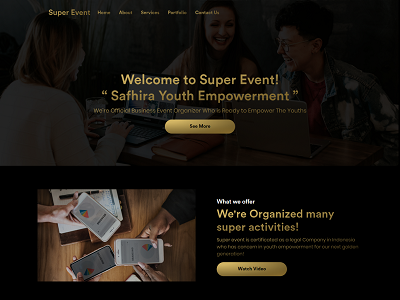 Super Event Home About Services Portfolio Contact Us
Welcome to Super Event!
“ Safhira Youth Empowerment ”
We're Official Business Event Organizer Who is Ready to Empower The Youths
See More
What we offer
We're Organized many
super activities!
Super event is certificated as a legal Company in Indonesia
who has concern in youth empowerment for our next golden
generation!
Watch Video